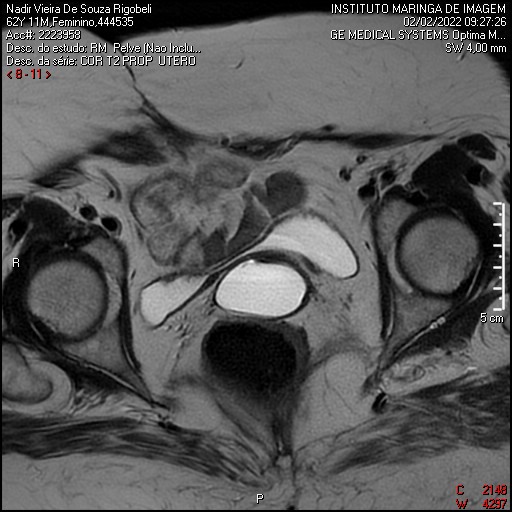 Nadir Vieira De Souza Rigobeli
62Y 11M,Feminino,444535
Acc#: 2223958
Desc. do estudo: RM  Pelve (Nao Inclu...
Desc. da série: COR T2 PROP  UTERO
< 8 - 11 >
INSTITUTO MARINGA DE IMAGEM
02/02/2022 09:27:26
GE MEDICAL SYSTEMS Optima M...
SW 4,00 mm
R
5 cm
P
C 2148
W 4297